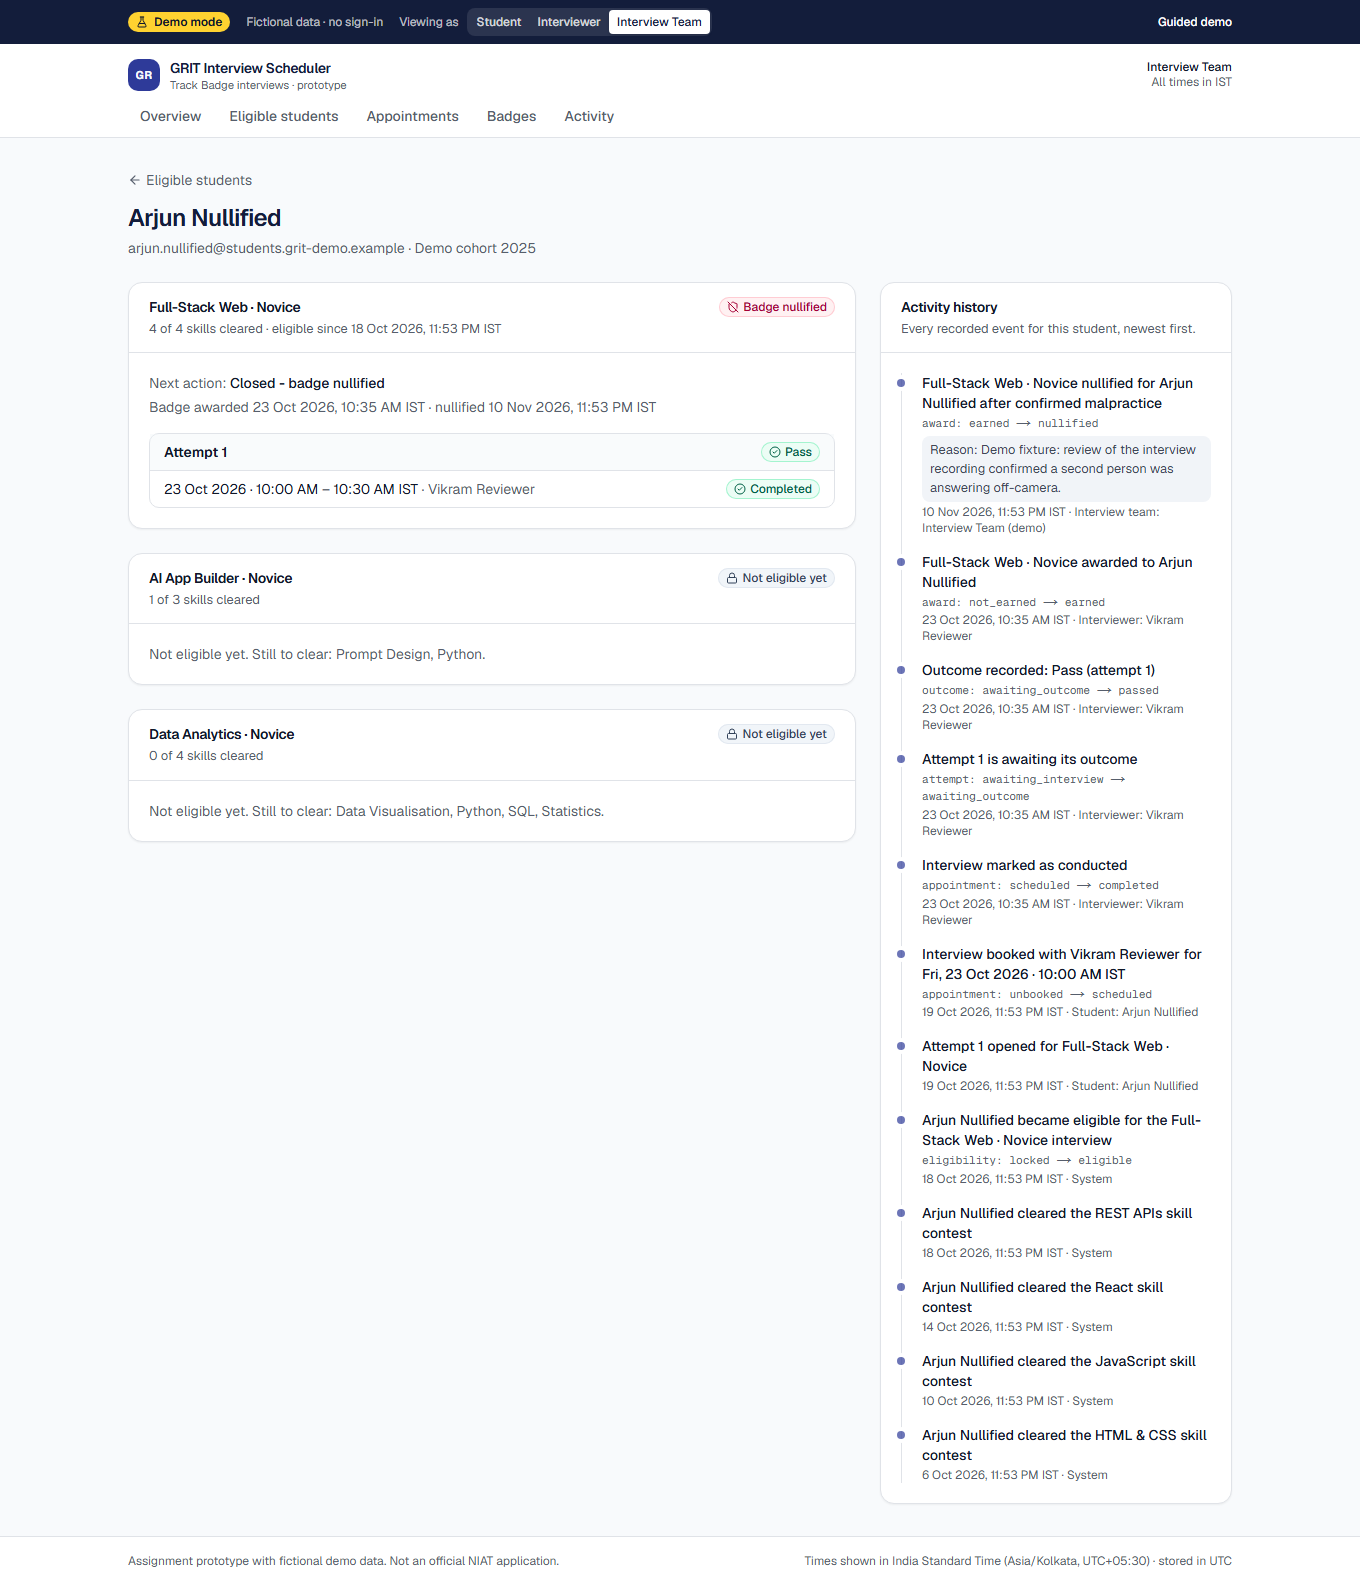 Demo mode
Fictional data · no sign-in
Viewing as
Student
Interviewer
Interview Team
Guided demo
GR
GRIT Interview Scheduler
Track Badge interviews · prototype
Interview Team
All times in IST
Overview
Eligible students
Appointments
Badges
Activity
← Eligible students
Arjun Nullified
arjun.nullified@students.grit-demo.example · Demo cohort 2025
Full-Stack Web · Novice
Badge nullified
4 of 4 skills cleared · eligible since 18 Oct 2026, 11:53 PM IST
Next action: Closed - badge nullified
Badge awarded 23 Oct 2026, 10:35 AM IST · nullified 10 Nov 2026, 11:53 PM IST
Attempt 1
Pass
23 Oct 2026 · 10:00 AM – 10:30 AM IST · Vikram Reviewer
Completed
AI App Builder · Novice
Not eligible yet
1 of 3 skills cleared
Not eligible yet. Still to clear: Prompt Design, Python.
Data Analytics · Novice
Not eligible yet
0 of 4 skills cleared
Not eligible yet. Still to clear: Data Visualisation, Python, SQL, Statistics.
Activity history
Every recorded event for this student, newest first.
Full-Stack Web · Novice nullified for Arjun
Nullified after confirmed malpractice
award: earned → nullified
Reason: Demo fixture: review of the interview
recording confirmed a second person was
answering off-camera.
10 Nov 2026, 11:53 PM IST · Interview team:
Interview Team (demo)
Full-Stack Web · Novice awarded to Arjun
Nullified
award: not_earned → earned
23 Oct 2026, 10:35 AM IST · Interviewer: Vikram
Reviewer
Outcome recorded: Pass (attempt 1)
outcome: awaiting_outcome → passed
23 Oct 2026, 10:35 AM IST · Interviewer: Vikram
Reviewer
Attempt 1 is awaiting its outcome
attempt: awaiting_interview →
awaiting_outcome
23 Oct 2026, 10:35 AM IST · Interviewer: Vikram
Reviewer
Interview marked as conducted
appointment: scheduled → completed
23 Oct 2026, 10:35 AM IST · Interviewer: Vikram
Reviewer
Interview booked with Vikram Reviewer for
Fri, 23 Oct 2026 · 10:00 AM IST
appointment: unbooked → scheduled
19 Oct 2026, 11:53 PM IST · Student: Arjun Nullified
Attempt 1 opened for Full-Stack Web ·
Novice
19 Oct 2026, 11:53 PM IST · Student: Arjun Nullified
Arjun Nullified became eligible for the Full-
Stack Web · Novice interview
eligibility: locked → eligible
18 Oct 2026, 11:53 PM IST · System
Arjun Nullified cleared the REST APIs skill
contest
18 Oct 2026, 11:53 PM IST · System
Arjun Nullified cleared the React skill
contest
14 Oct 2026, 11:53 PM IST · System
Arjun Nullified cleared the JavaScript skill
contest
10 Oct 2026, 11:53 PM IST · System
Arjun Nullified cleared the HTML & CSS skill
contest
6 Oct 2026, 11:53 PM IST · System
Assignment prototype with fictional demo data. Not an official NIAT application.
Times shown in India Standard Time (Asia/Kolkata, UTC+05:30) · stored in UTC